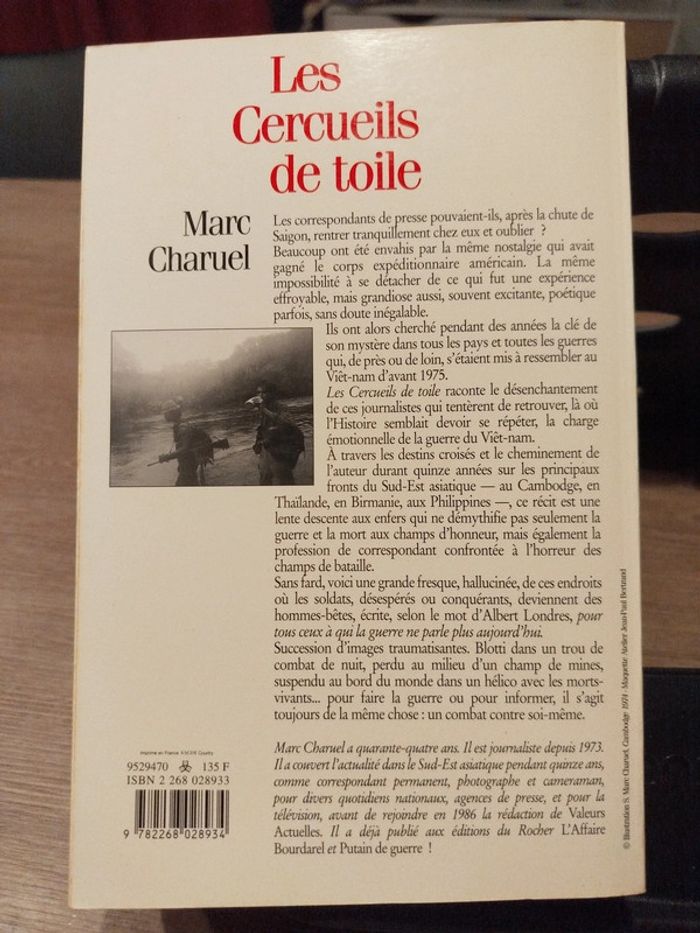 Les
Cercueils
de toile
Marc
Charuel
Les correspondants de presse pouvaient-ils, après la chute de
Saigon, rentrer tranquillement chez eux et oublier ?
Beaucoup ont été envahis par la même nostalgie qui avait
gagné le corps expéditionnaire américain. La même
impossibilité à se détacher de ce qui fut une expérience
effroyable, mais grandiose aussi, souvent excitante, poétique
parfois, sans doute inégalable.
Ils ont alors cherché pendant des années la clé de
son mystère dans tous les pays et toutes les guerres
qui, de près ou de loin, s'étaient mis à ressembler au
Viêt-nam d'avant 1975.
Les Cercueils de toile raconte le désenchantement
de ces journalistes qui tentèrent de retrouver, là où
l'Histoire semblait devoir se répéter, la charge
émotionnelle de la guerre du Viêt-nam.
À travers les destins croisés et le cheminement de
l'auteur durant quinze années sur les principaux
fronts du Sud-Est asiatique — au Cambodge, en
Thaïlande, en Birmanie, aux Philippines —, ce récit est une
lente descente aux enfers qui ne démythifie pas seulement la
guerre et la mort aux champs d'honneur, mais également la
profession de correspondant confrontée à l'horreur des
champs de bataille.
Sans fard, voici une grande fresque, hallucinée, de ces endroits
où les soldats, désespérés ou conquérants, deviennent des
hommes-bêtes, écrite, selon le mot d'Albert Londres, pour
tous ceux à qui la guerre ne parle plus aujourd'hui.
Succession d'images traumatisantes. Blotti dans un trou de
combat de nuit, perdu au milieu d'un champ de mines,
suspendu au bord du monde dans un hélico avec les morts-
vivants... pour faire la guerre ou pour informer, il s'agit
toujours de la même chose : un combat contre soi-même.
Marc Charuel a quarante-quatre ans. Il est journaliste depuis 1973.
Il a couvert l'actualité dans le Sud-Est asiatique pendant quinze ans,
comme correspondant permanent, photographe et cameraman,
pour divers quotidiens nationaux, agences de presse, et pour la
télévision, avant de rejoindre en 1986 la rédaction de Valeurs
Actuelles. Il a déjà publié aux éditions du Rocher L'Affaire
Bourdarel et Putain de guerre !
Imprimé en France
9529470 135 F
ISBN 2 268 028933
9 782268 028934
© Illustration S. Marc Charuel, Cambodge 1974 - Maquette Atelier Jean-Paul Bertrand